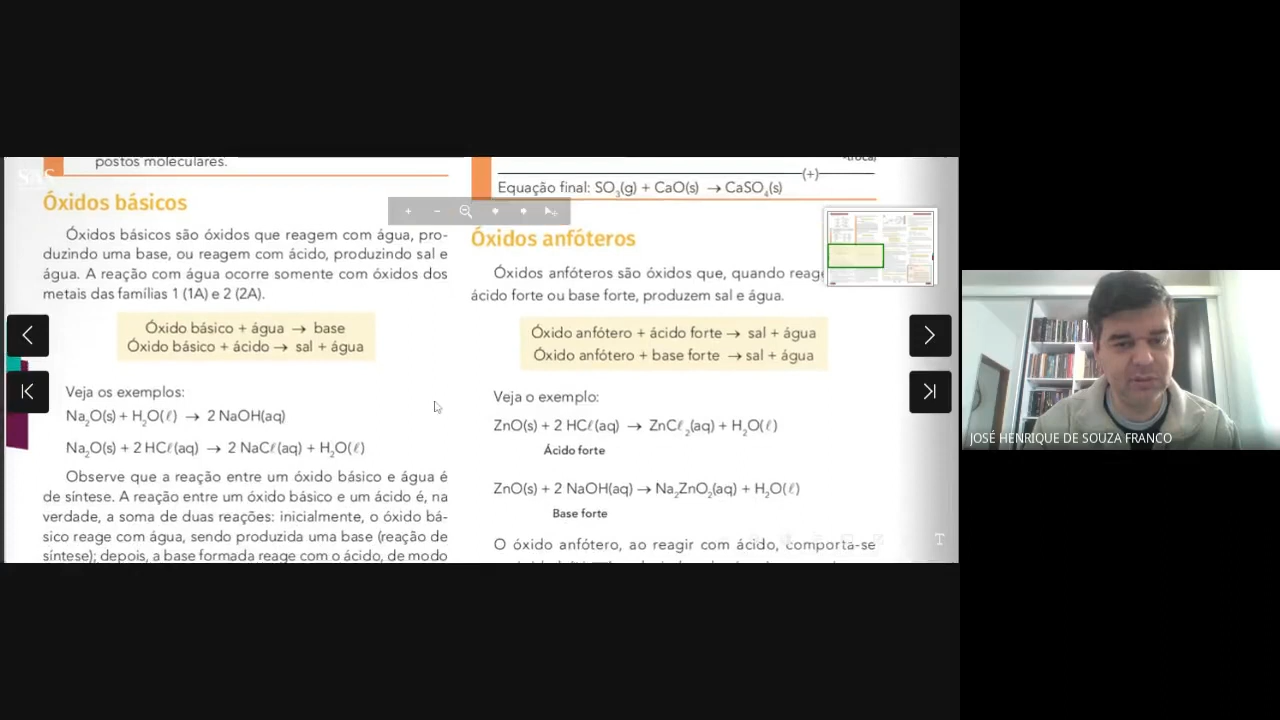 postos moleculares.
SAS
Óxidos básicos
Óxidos básicos são óxidos que reagem com água, pro-
duzindo uma base, ou reagem com ácido, produzindo sal e
água. A reação com água ocorre somente com óxidos dos
metais das famílias 1 (1A) e 2 (2A).
Óxido básico + água → base
Óxido básico + ácido → sal + água
Veja os exemplos:
Na₂O(s) + H₂O(ℓ) → 2 NaOH(aq)
Na₂O(s) + 2 HCℓ(aq) → 2 NaCℓ(aq) + H₂O(ℓ)
Observe que a reação entre um óxido básico e água é
de síntese. A reação entre um óxido básico e um ácido é, na
verdade, a soma de duas reações: inicialmente, o óxido bá-
sico reage com água, sendo produzida uma base (reação de
síntese); depois, a base formada reage com o ácido, de modo
-troca)
(+)
Equação final: SO₃(g) + CaO(s) → CaSO₄(s)
Óxidos anfóteros
Óxidos anfóteros são óxidos que, quando
ácido forte ou base forte, produzem sal e água.
Óxido anfótero + ácido forte → sal + água
Óxido anfótero + base forte → sal + água
Veja o exemplo:
ZnO(s) + 2 HCℓ(aq) → ZnCℓ₂(aq) + H₂O(ℓ)
Ácido forte
ZnO(s) + 2 NaOH(aq) → Na₂ZnO₂(aq) + H₂O(ℓ)
Base forte
O óxido anfótero, ao reagir com ácido, comporta-se
T
JOSÉ HENRIQUE DE SOUZA FRANCO